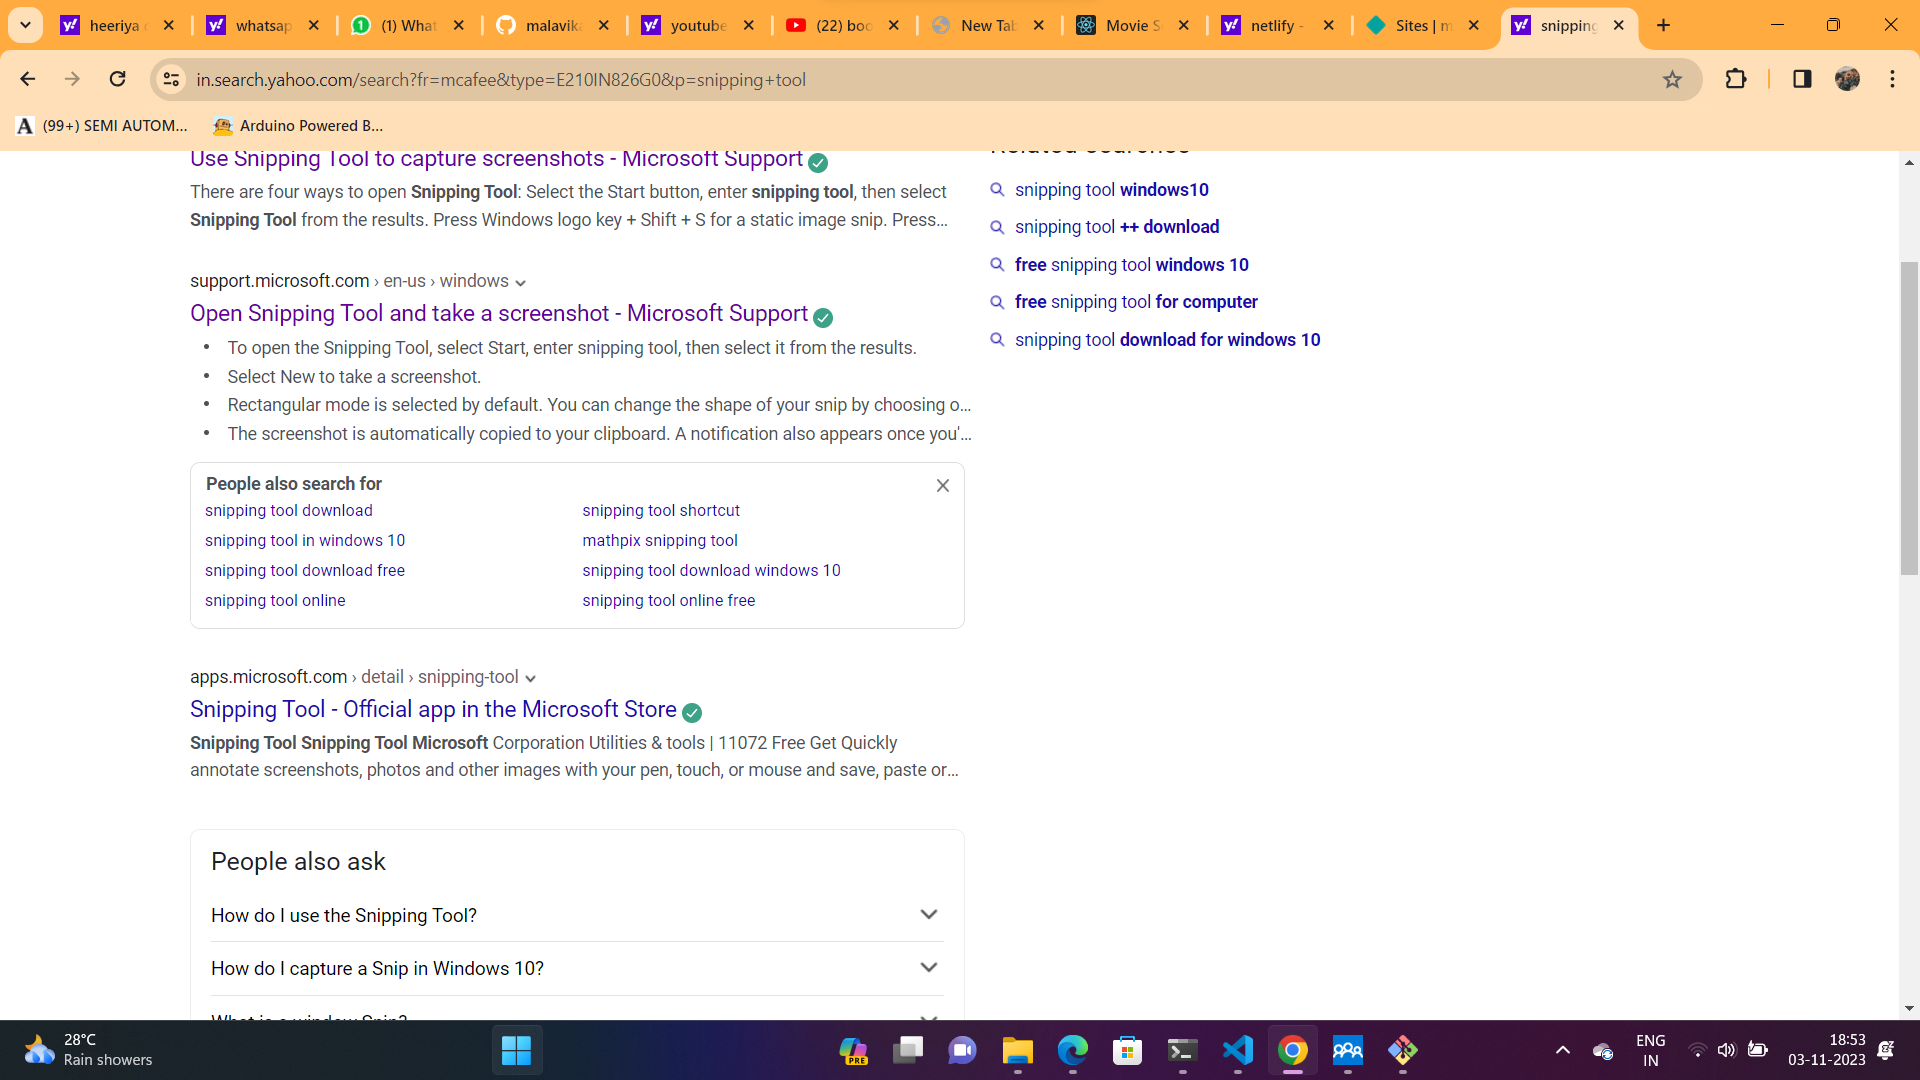 heeriya
whatsap
(1) What
malavik
youtube
(22) boo
New Tab
Movie S
netlify -
Sites | m
snipping
in.search.yahoo.com/search?fr=mcafee&type=E210IN826G0&p=snipping+tool
(99+) SEMI AUTOM...
Arduino Powered B...
Use Snipping Tool to capture screenshots - Microsoft Support
There are four ways to open Snipping Tool: Select the Start button, enter snipping tool, then select
Snipping Tool from the results. Press Windows logo key + Shift + S for a static image snip. Press...
support.microsoft.com › en-us › windows
Open Snipping Tool and take a screenshot - Microsoft Support
• To open the Snipping Tool, select Start, enter snipping tool, then select it from the results.
• Select New to take a screenshot.
• Rectangular mode is selected by default. You can change the shape of your snip by choosing o...
• The screenshot is automatically copied to your clipboard. A notification also appears once you'...
People also search for
snipping tool download
snipping tool shortcut
snipping tool in windows 10
mathpix snipping tool
snipping tool download free
snipping tool download windows 10
snipping tool online
snipping tool online free
apps.microsoft.com › detail › snipping-tool
Snipping Tool - Official app in the Microsoft Store
Snipping Tool Snipping Tool Microsoft Corporation Utilities & tools | 11072 Free Get Quickly
annotate screenshots, photos and other images with your pen, touch, or mouse and save, paste or...
People also ask
How do I use the Snipping Tool?
How do I capture a Snip in Windows 10?
What is a window Snip?
Related searches
snipping tool windows10
snipping tool ++ download
free snipping tool windows 10
free snipping tool for computer
snipping tool download for windows 10
28°C
Rain showers
PRE
ENG
IN
18:53
03-11-2023